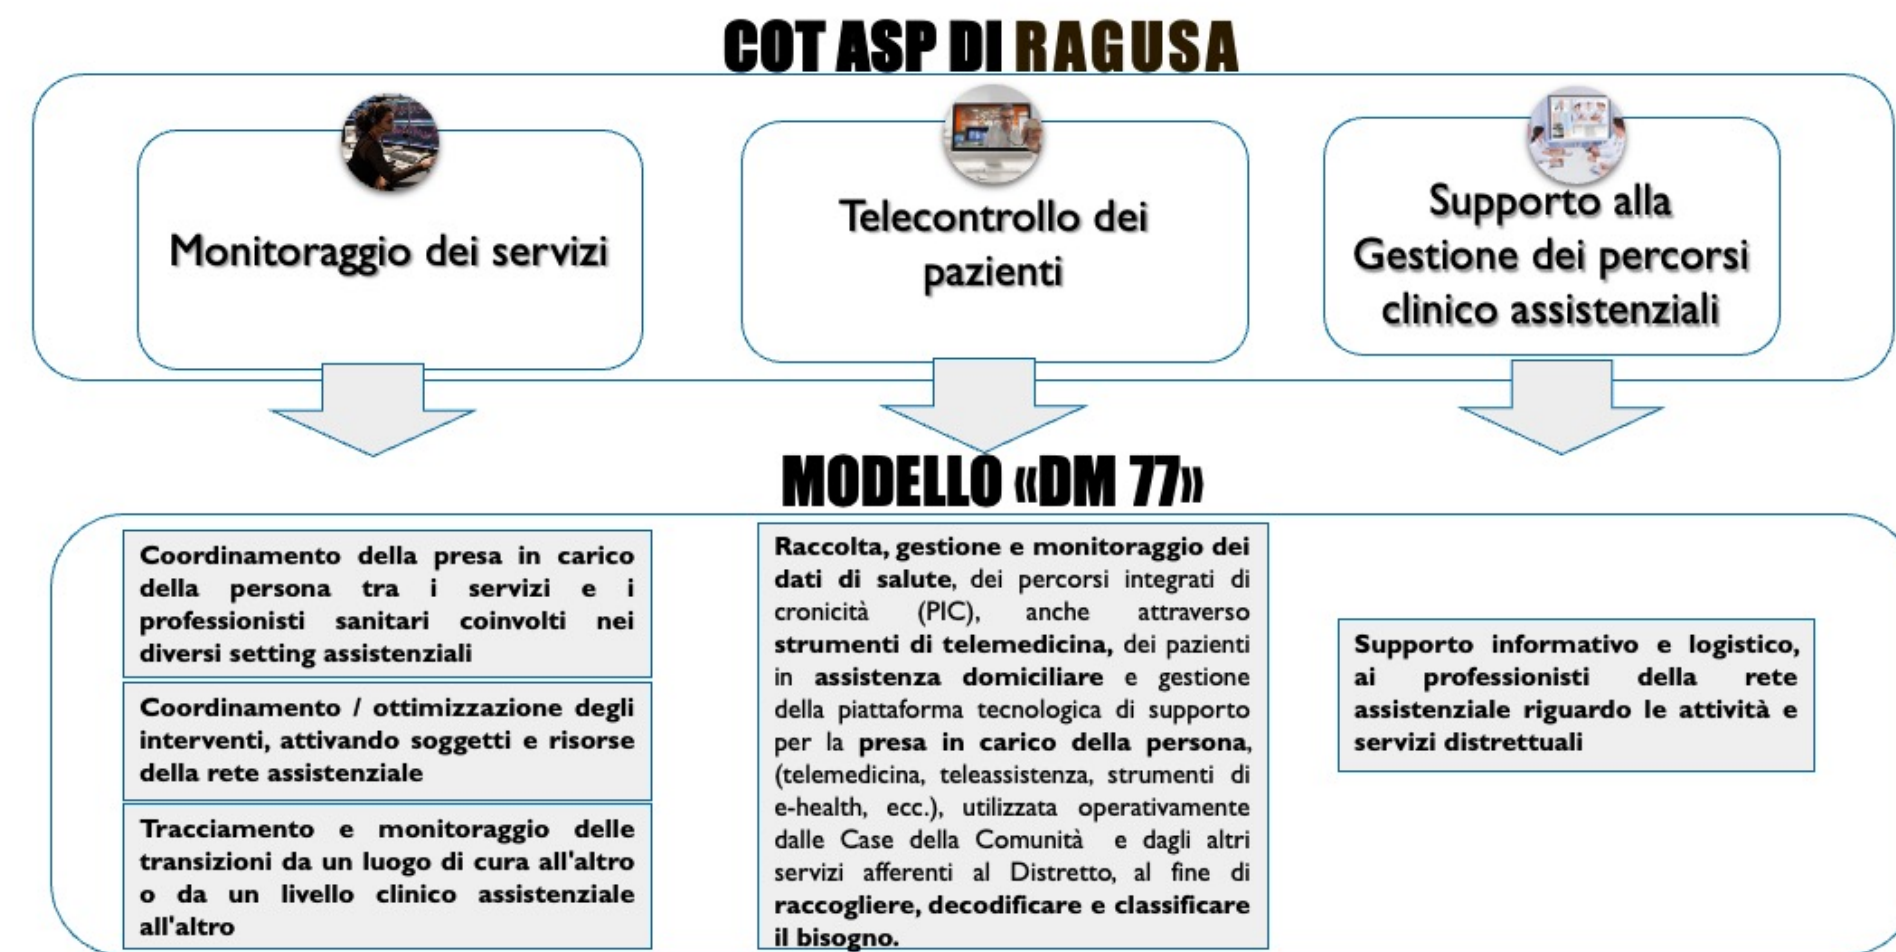 COT ASP DI RAGUSA
Monitoraggio dei servizi
Telecontrollo dei
pazienti
Supporto alla
Gestione dei percorsi
clinico assistenziali
MODELLO «DM 77»
Coordinamento della presa in carico
della persona tra i servizi e i
professionisti sanitari coinvolti nei
diversi setting assistenziali
Coordinamento / ottimizzazione degli
interventi, attivando soggetti e risorse
della rete assistenziale
Tracciamento e monitoraggio delle
transizioni da un luogo di cura all'altro
o da un livello clinico assistenziale
all'altro
Raccolta, gestione e monitoraggio dei
dati di salute, dei percorsi integrati di
cronicità (PIC), anche attraverso
strumenti di telemedicina, dei pazienti
in assistenza domiciliare e gestione
della piattaforma tecnologica di supporto
per la presa in carico della persona,
(telemedicina, teleassistenza, strumenti di
e-health, ecc.), utilizzata operativamente
dalle Case della Comunità e dagli altri
servizi afferenti al Distretto, al fine di
raccogliere, decodificare e classificare
il bisogno.
Supporto informativo e logistico,
ai professionisti della rete
assistenziale riguardo le attività e
servizi distrettuali